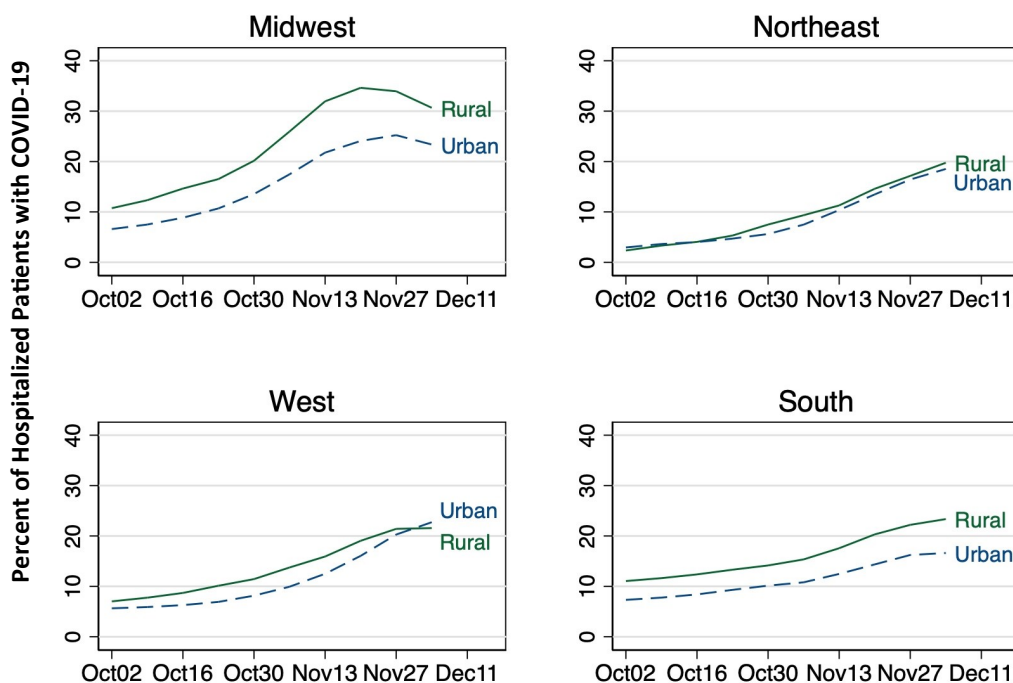 Percent of Hospitalized Patients with COVID-19
Midwest
40
30
20
10
0
Rural
Urban
Oct02 Oct16 Oct30 Nov13 Nov27 Dec11
Northeast
40
30
20
10
0
Rural
Urban
Oct02 Oct16 Oct30 Nov13 Nov27 Dec11
West
40
30
20
10
0
Urban
Rural
Oct02 Oct16 Oct30 Nov13 Nov27 Dec11
South
40
30
20
10
0
Rural
Urban
Oct02 Oct16 Oct30 Nov13 Nov27 Dec11